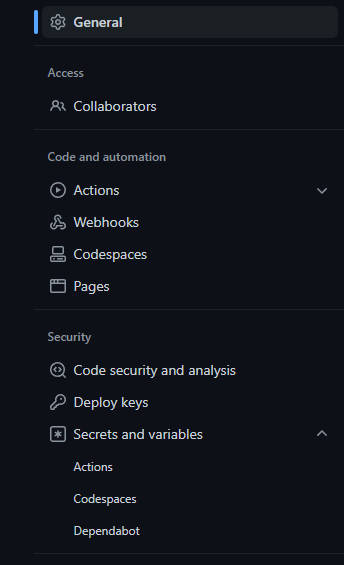 General
Access
Collaborators
Code and automation
Actions
Webhooks
Codespaces
Pages
Security
Code security and analysis
Deploy keys
Secrets and variables
Actions
Codespaces
Dependabot